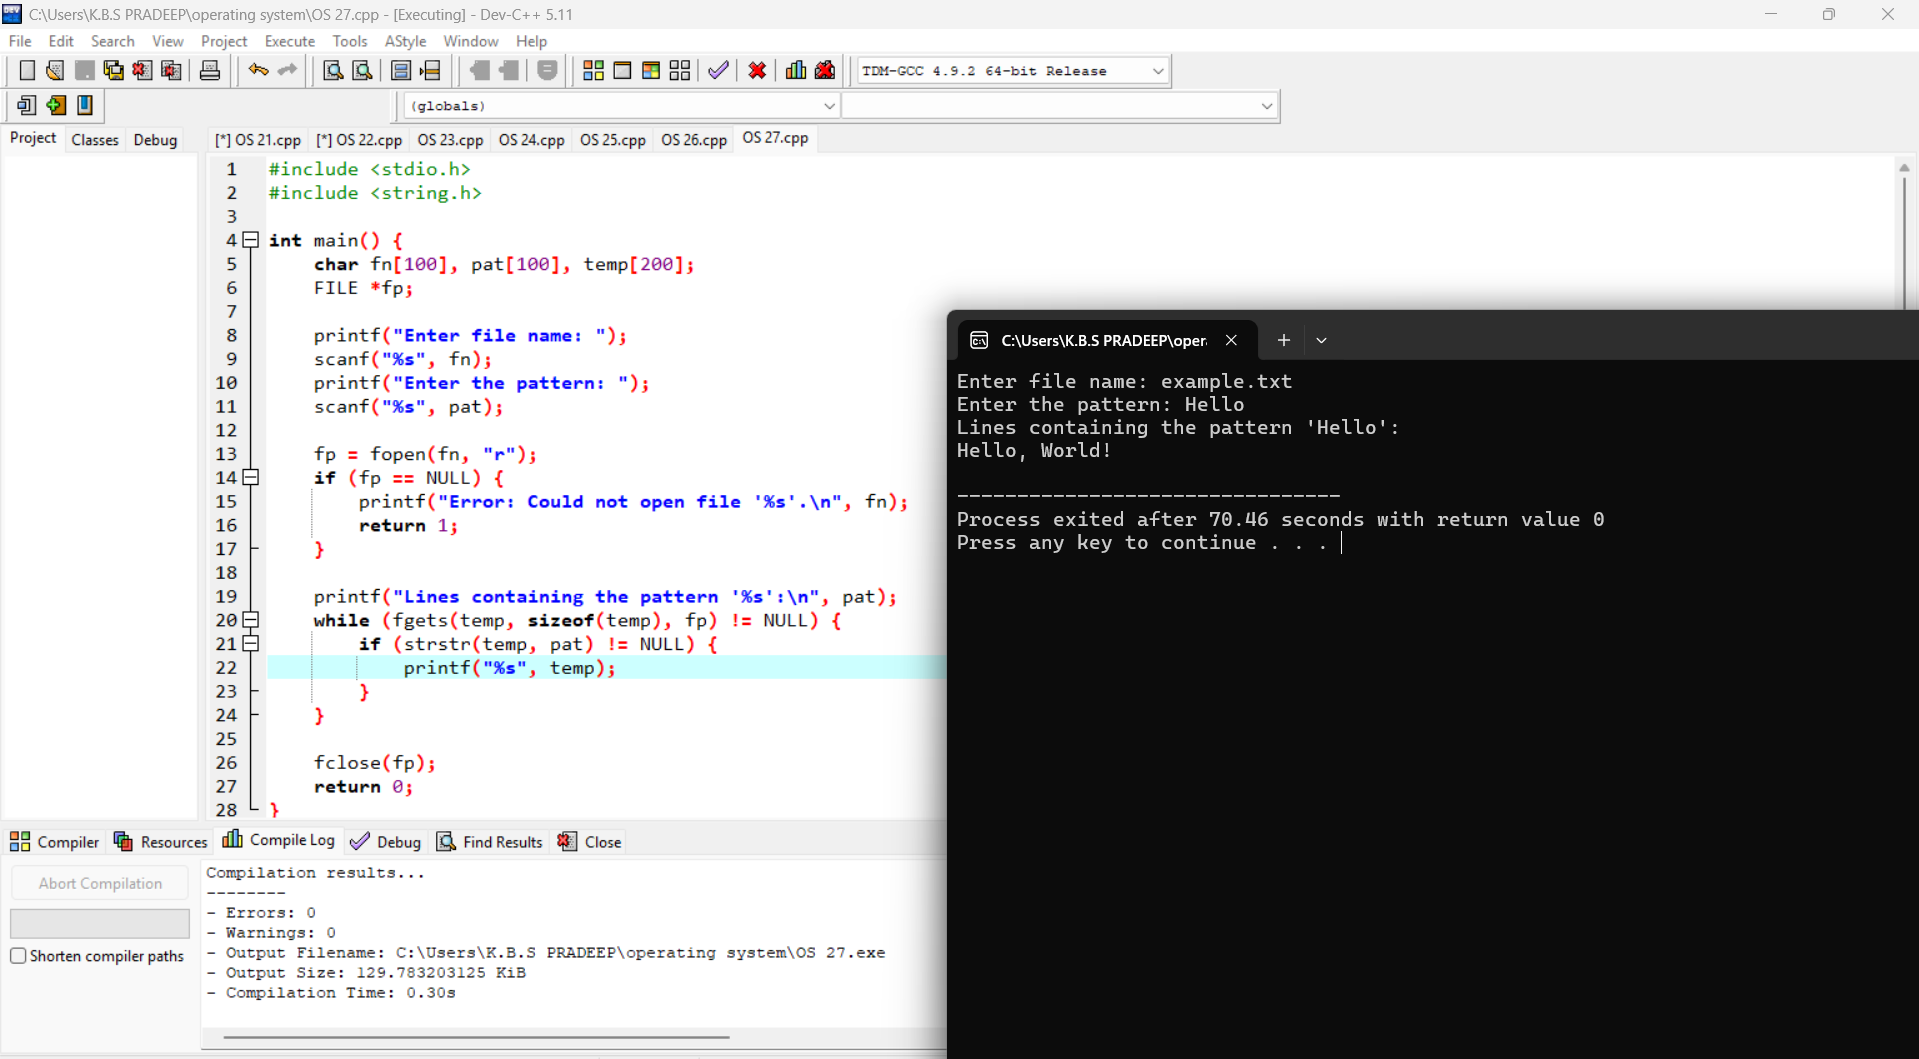 C:\Users\K.B.S PRADEEP\operating system\OS 27.cpp - [Executing] - Dev-C++ 5.11
File Edit Search View Project Execute Tools AStyle Window Help
TDM-GCC 4.9.2 64-bit Release
(globals)
Project Classes Debug
[*] OS 21.cpp [*] OS 22.cpp OS 23.cpp OS 24.cpp OS 25.cpp OS 26.cpp OS 27.cpp
1 #include <stdio.h>
2 #include <string.h>
3
4 int main() {
5 char fn[100], pat[100], temp[200];
6 FILE *fp;
7
8 printf("Enter file name: ");
9 scanf("%s", fn);
10 printf("Enter the pattern: ");
11 scanf("%s", pat);
12
13 fp = fopen(fn, "r");
14 if (fp == NULL) {
15 printf("Error: Could not open file '%s'.\n", fn);
16 return 1;
17 }
18
19 printf("Lines containing the pattern '%s':\n", pat);
20 while (fgets(temp, sizeof(temp), fp) != NULL) {
21 if (strstr(temp, pat) != NULL) {
22 printf("%s", temp);
23 }
24 }
25
26 fclose(fp);
27 return 0;
28 }
C:\Users\K.B.S PRADEEP\oper
Enter file name: example.txt
Enter the pattern: Hello
Lines containing the pattern 'Hello':
Hello, World!
--------------------------------
Process exited after 70.46 seconds with return value 0
Press any key to continue . . .
Compiler Resources Compile Log Debug Find Results Close
Abort Compilation
Shorten compiler paths
Compilation results...
--------
- Errors: 0
- Warnings: 0
- Output Filename: C:\Users\K.B.S PRADEEP\operating system\OS 27.exe
- Output Size: 129.783203125 KiB
- Compilation Time: 0.30s